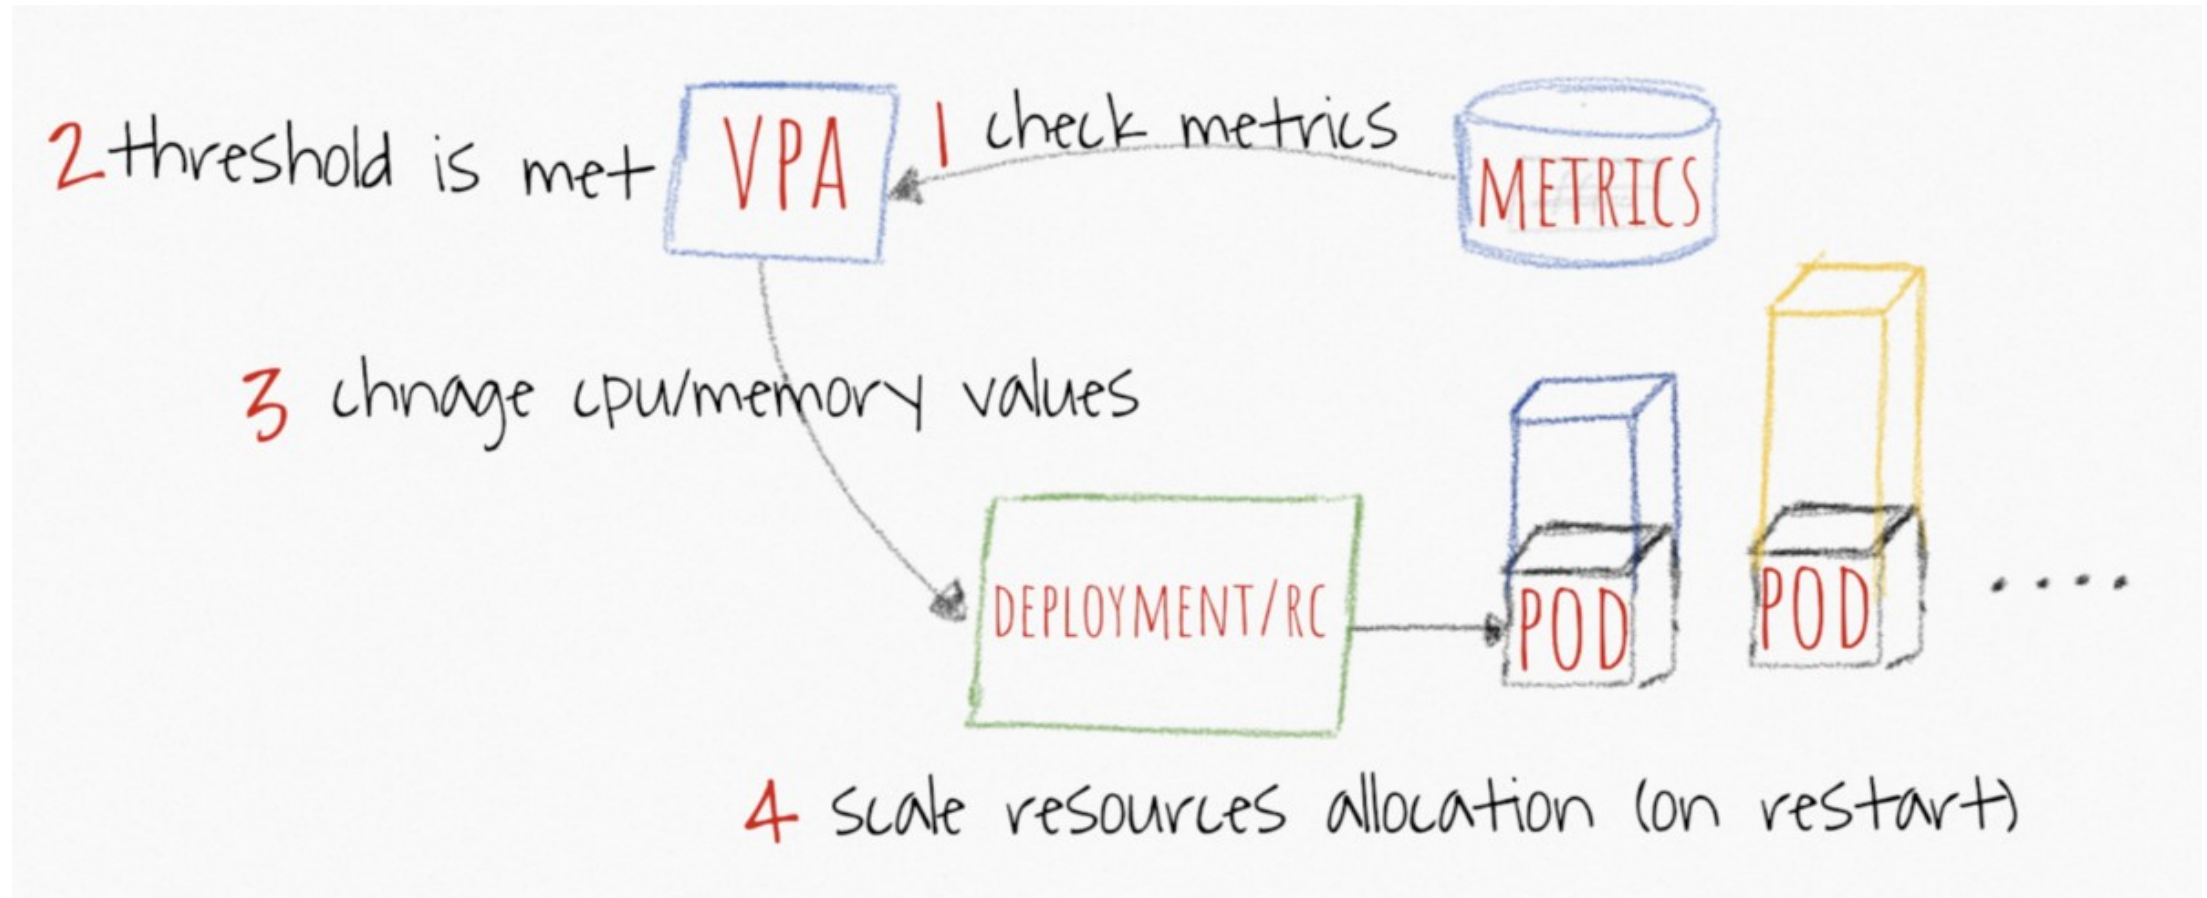 2 threshold is met
VPA
1 check metrics
METRICS
3 chnage cpu/memory values
DEPLOYMENT/RC
POD
POD
4 scale resources allocation (on restart)